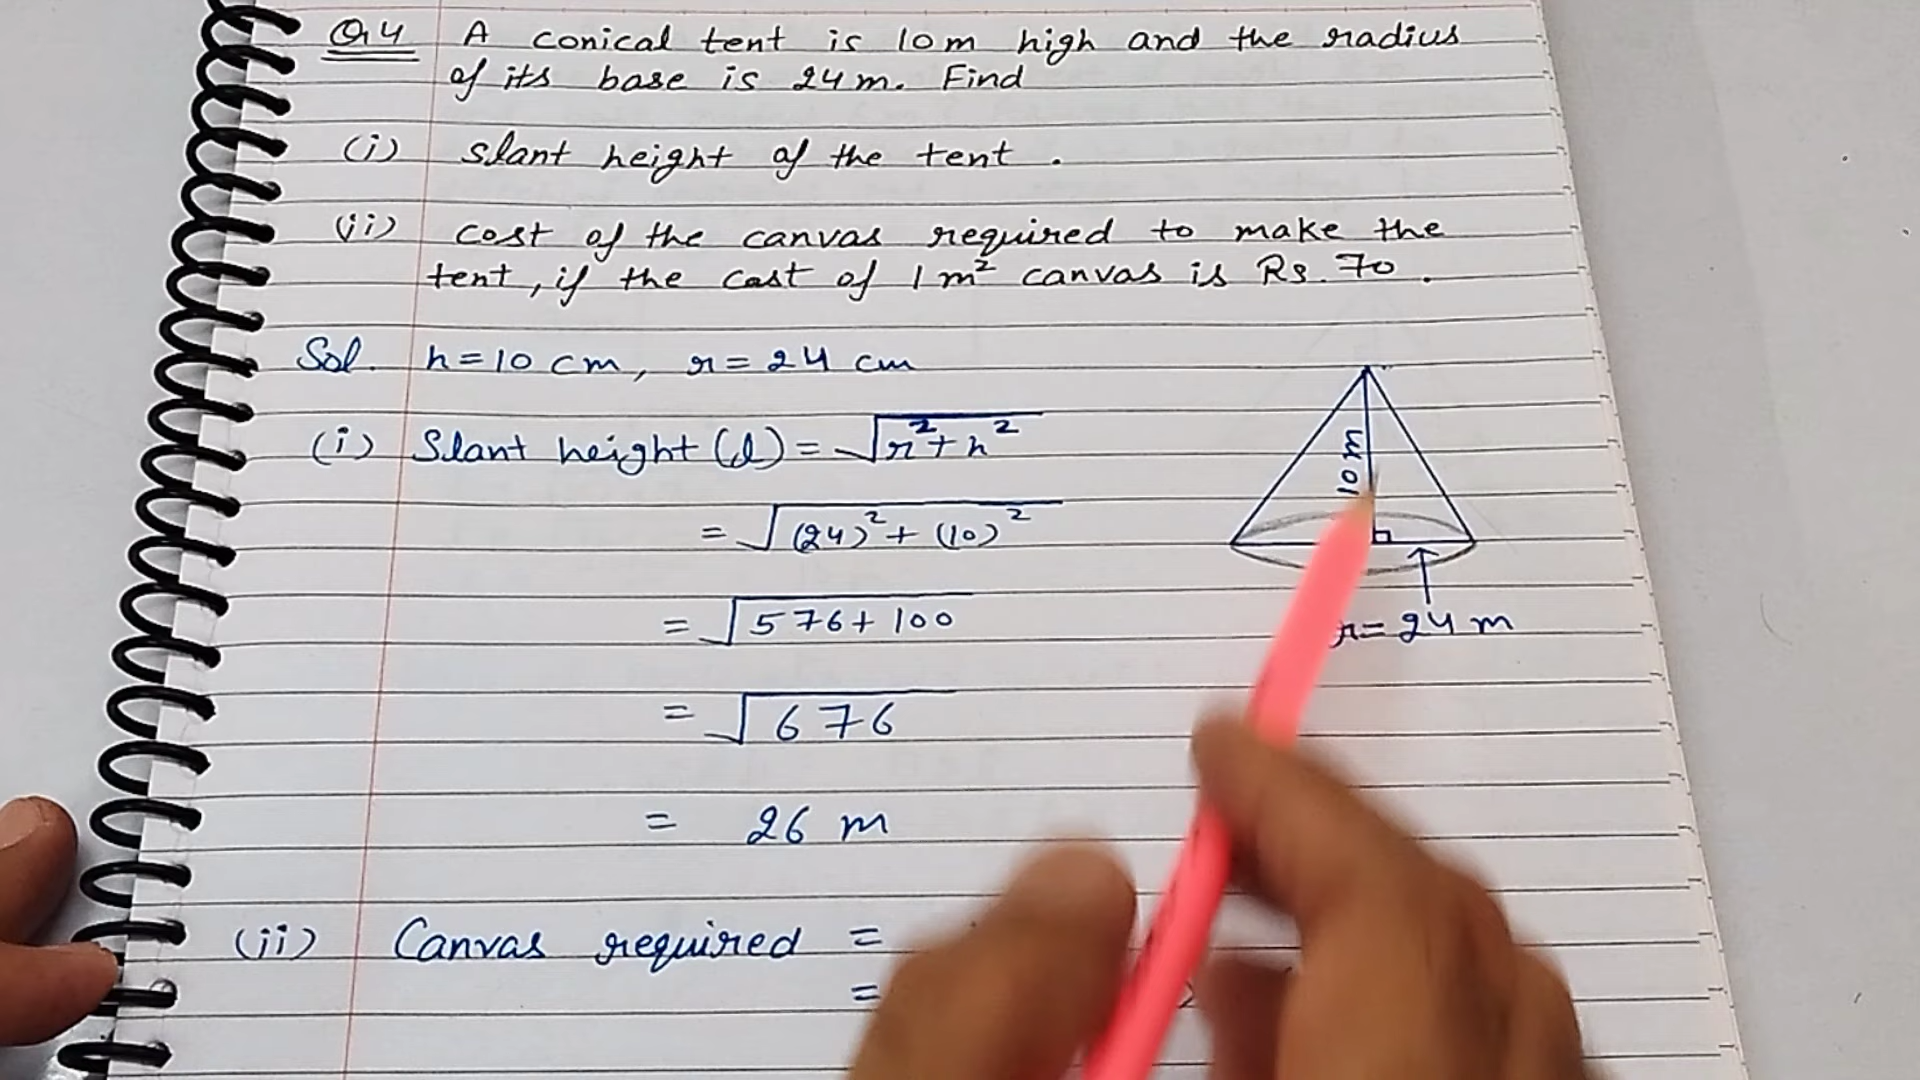 Q4 A conical tent is 10m high and the radius
of its base is 24m. Find
(i) slant height of the tent.
(ii) cost of the canvas required to make the
tent, if the cost of 1 m² canvas is Rs. 70.
Sol. h=10 cm, r=24 cm
(i) Slant height (l) = √r²+h²
= √(24)²+(10)²
= √576+100
= √676
= 26 m
10m
r=24 m
(ii) Canvas required =
=